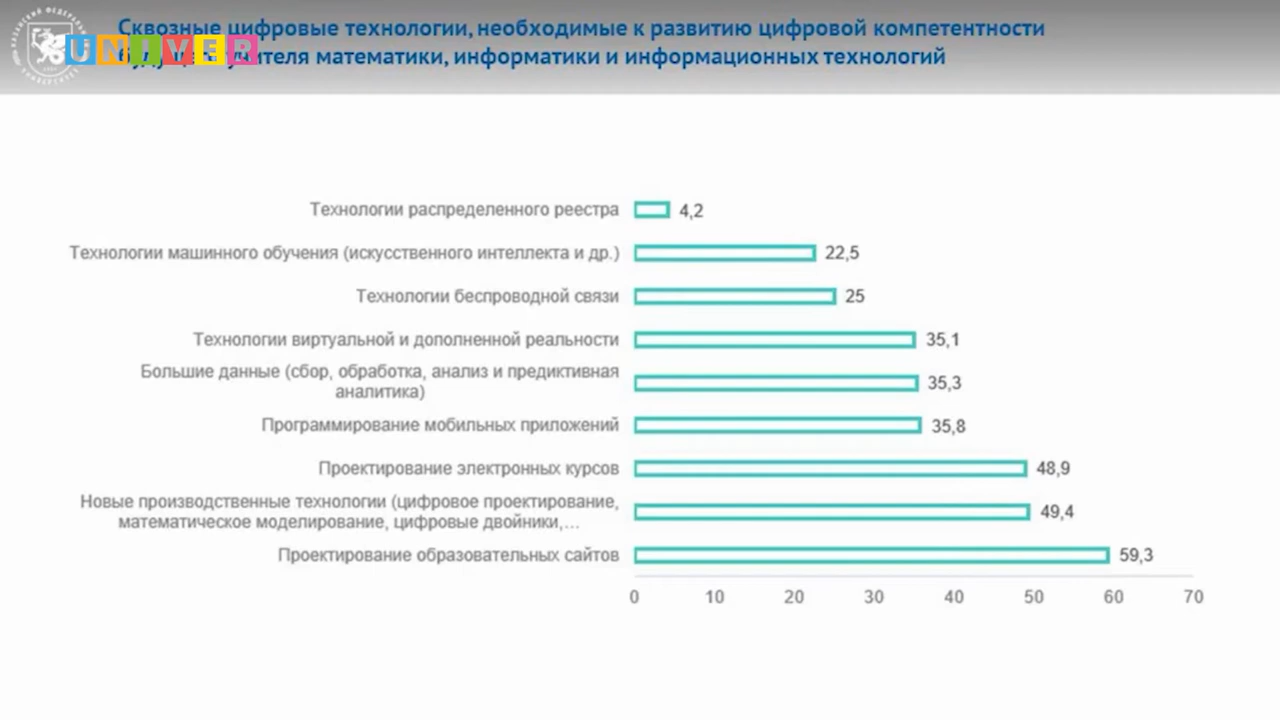 Сквозные цифровые технологии, необходимые к развитию цифровой компетентности
UNIVER
учителя математики, информатики и информационных технологий
Технологии распределенного реестра 4,2
Технологии машинного обучения (искусственного интеллекта и др.) 22,5
Технологии беспроводной связи 25
Технологии виртуальной и дополненной реальности 35,1
Большие данные (сбор, обработка, анализ и предиктивная
аналитика) 35,3
Программирование мобильных приложений 35,8
Проектирование электронных курсов 48,9
Новые производственные технологии (цифровое проектирование,
математическое моделирование, цифровые двойники,… 49,4
Проектирование образовательных сайтов 59,3
0 10 20 30 40 50 60 70